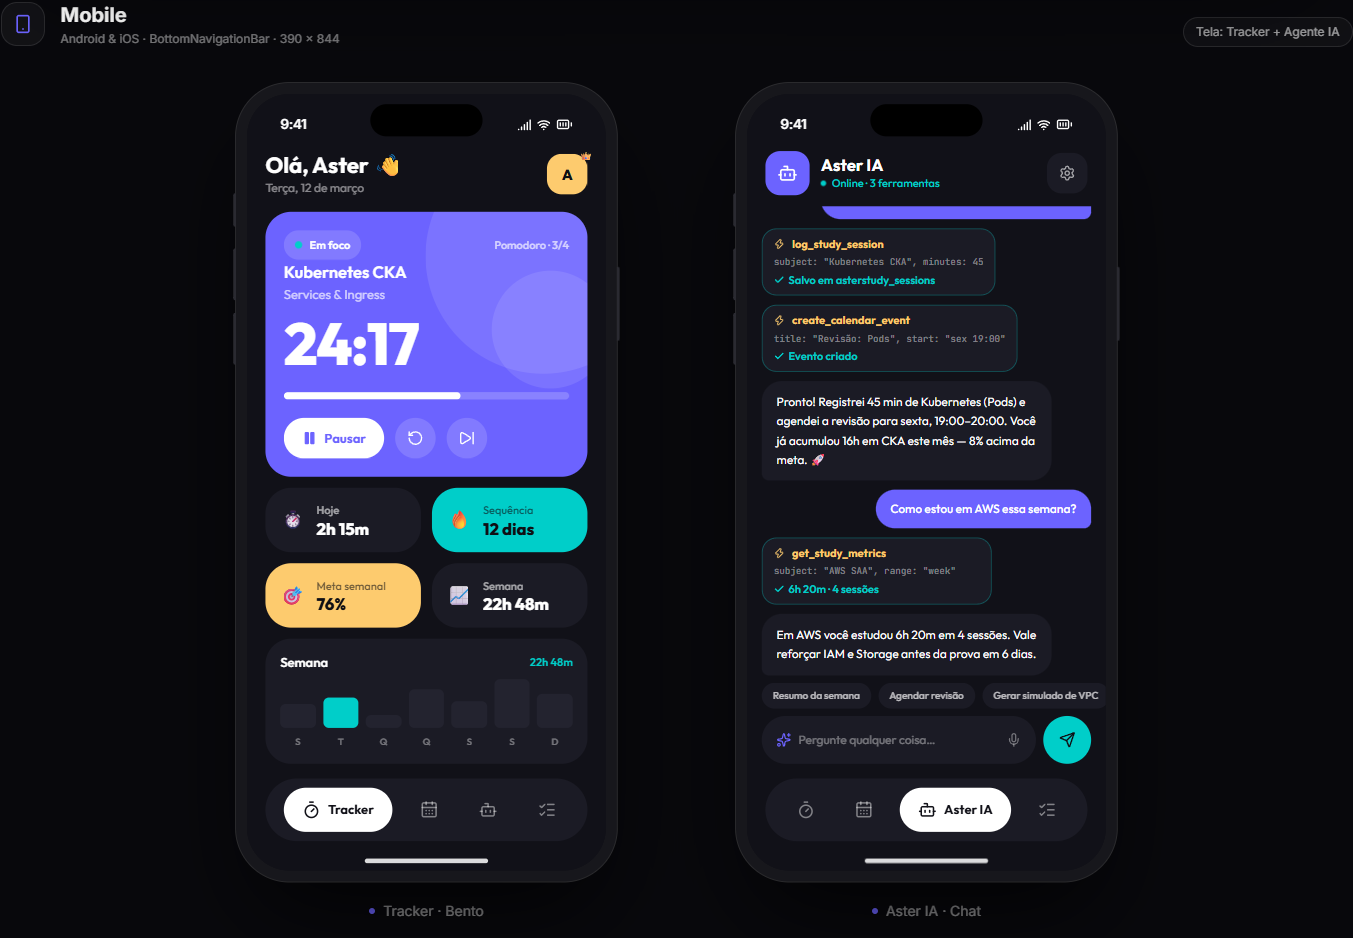 Mobile
Android & iOS · BottomNavigationBar · 390 × 844
Tela: Tracker + Agente IA
9:41
Olá, Aster 👋
Terça, 12 de março
A
Em foco
Pomodoro · 3/4
Kubernetes CKA
Services & Ingress
24:17
Pausar
Hoje
2h 15m
Sequência
12 dias
Meta semanal
76%
Semana
22h 48m
Semana
22h 48m
S T Q Q S S D
Tracker
Tracker · Bento
9:41
Aster IA
Online · 3 ferramentas
log_study_session
subject: "Kubernetes CKA", minutes: 45
✓ Salvo em asterstudy_sessions
create_calendar_event
title: "Revisão: Pods", start: "sex 19:00"
✓ Evento criado
Pronto! Registrei 45 min de Kubernetes (Pods) e
agendei a revisão para sexta, 19:00–20:00. Você
já acumulou 16h em CKA este mês — 8% acima da
meta. 🚀
Como estou em AWS essa semana?
get_study_metrics
subject: "AWS SAA", range: "week"
✓ 6h 20m · 4 sessões
Em AWS você estudou 6h 20m em 4 sessões. Vale
reforçar IAM e Storage antes da prova em 6 dias.
Resumo da semana
Agendar revisão
Gerar simulado de VPC
Pergunte qualquer coisa...
Aster IA
Aster IA · Chat